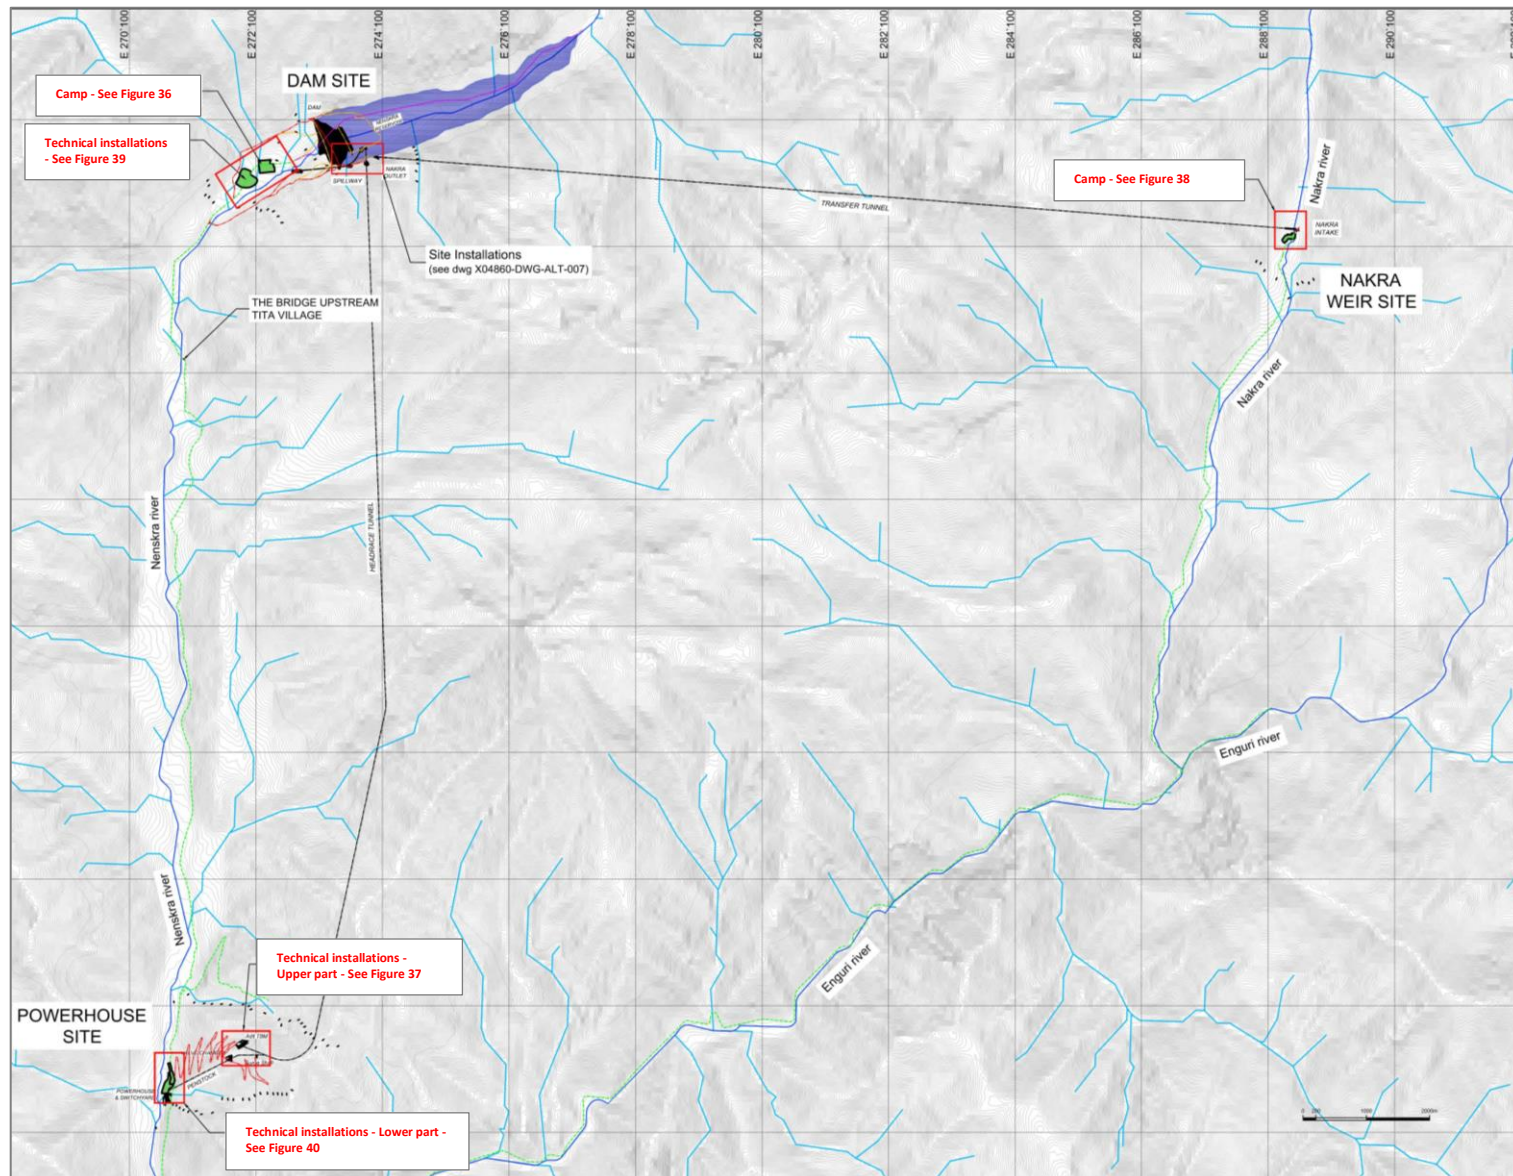 E 270'100
E 272'100
E 274'100
E 276'100
E 278'100
E 280'100
E 282'100
E 284'100
E 286'100
E 288'100
E 290'100
DAM SITE
Camp - See Figure 36
DAM
Technical installations
- See Figure 39
SPILLWAY
NAKRA
OUTLET
TRANSFER TUNNEL
Camp - See Figure 38
Nakra river
NAKRA
INTAKE
Site Installations
(see dwg X04860-DWG-ALT-007)
NAKRA
WEIR SITE
THE BRIDGE UPSTREAM
TITA VILLAGE
Nakra river
Nenskra river
HEADRACE TUNNEL
Enguri river
Nenskra river
Enguri river
Technical installations -
Upper part - See Figure 37
POWERHOUSE
SITE
PENSTOCK
POWERHOUSE
& SWITCHYARD
Technical installations - Lower part -
See Figure 40
0
1000
2000m